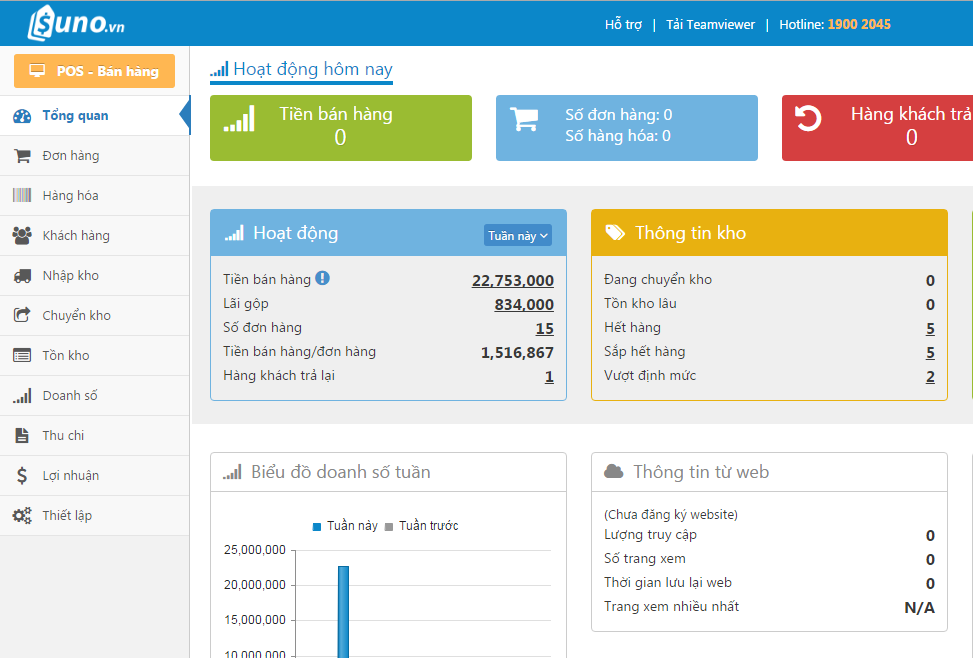 $uno.vn
Hỗ trợ | Tải Teamviewer | Hotline: 1900 2045
POS - Bán hàng
Tổng quan
Đơn hàng
Hàng hóa
Khách hàng
Nhập kho
Chuyển kho
Tồn kho
Doanh số
Thu chi
Lợi nhuận
Thiết lập
Hoạt động hôm nay
Tiền bán hàng
0
Số đơn hàng: 0
Số hàng hóa: 0
Hàng khách trả
0
Hoạt động
Tuần này
Tiền bán hàng 22,753,000
Lãi gộp 834,000
Số đơn hàng 15
Tiền bán hàng/đơn hàng 1,516,867
Hàng khách trả lại 1
Thông tin kho
Đang chuyển kho 0
Tồn kho lâu 0
Hết hàng 5
Sắp hết hàng 5
Vượt định mức 2
Biểu đồ doanh số tuần
Tuần này Tuần trước
25,000,000
20,000,000
15,000,000
10,000,000
Thông tin từ web
(Chưa đăng ký website)
Lượng truy cập 0
Số trang xem 0
Thời gian lưu lại web 0
Trang xem nhiều nhất N/A